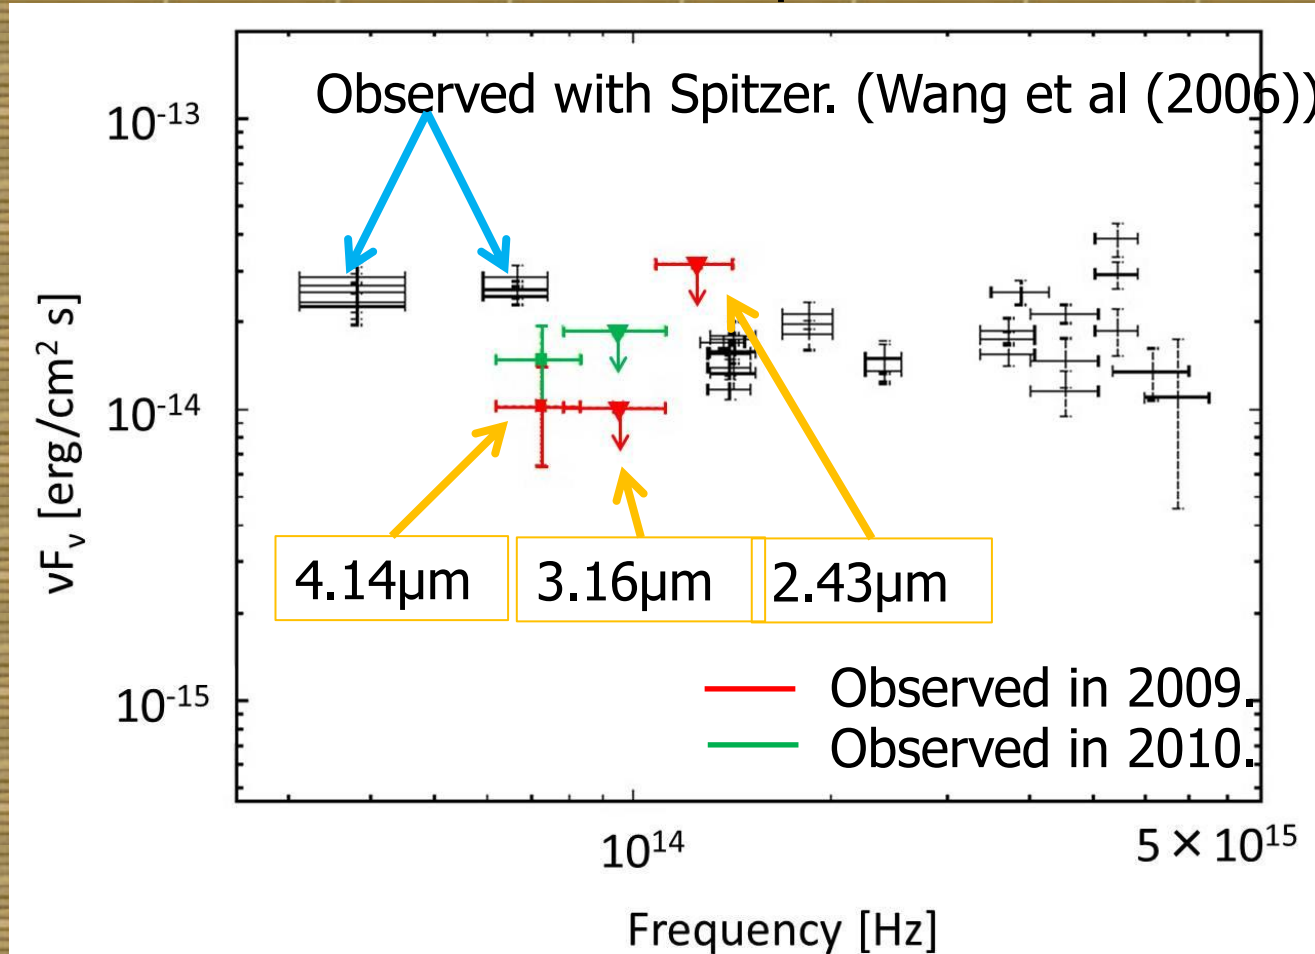 Observed with Spitzer. (Wang et al (2006))
10⁻¹³
10⁻¹⁴
10⁻¹⁵
νFᵥ [erg/cm² s]
4.14μm
3.16μm
2.43μm
Observed in 2009.
Observed in 2010.
10¹⁴
5 × 10¹⁵
Frequency [Hz]